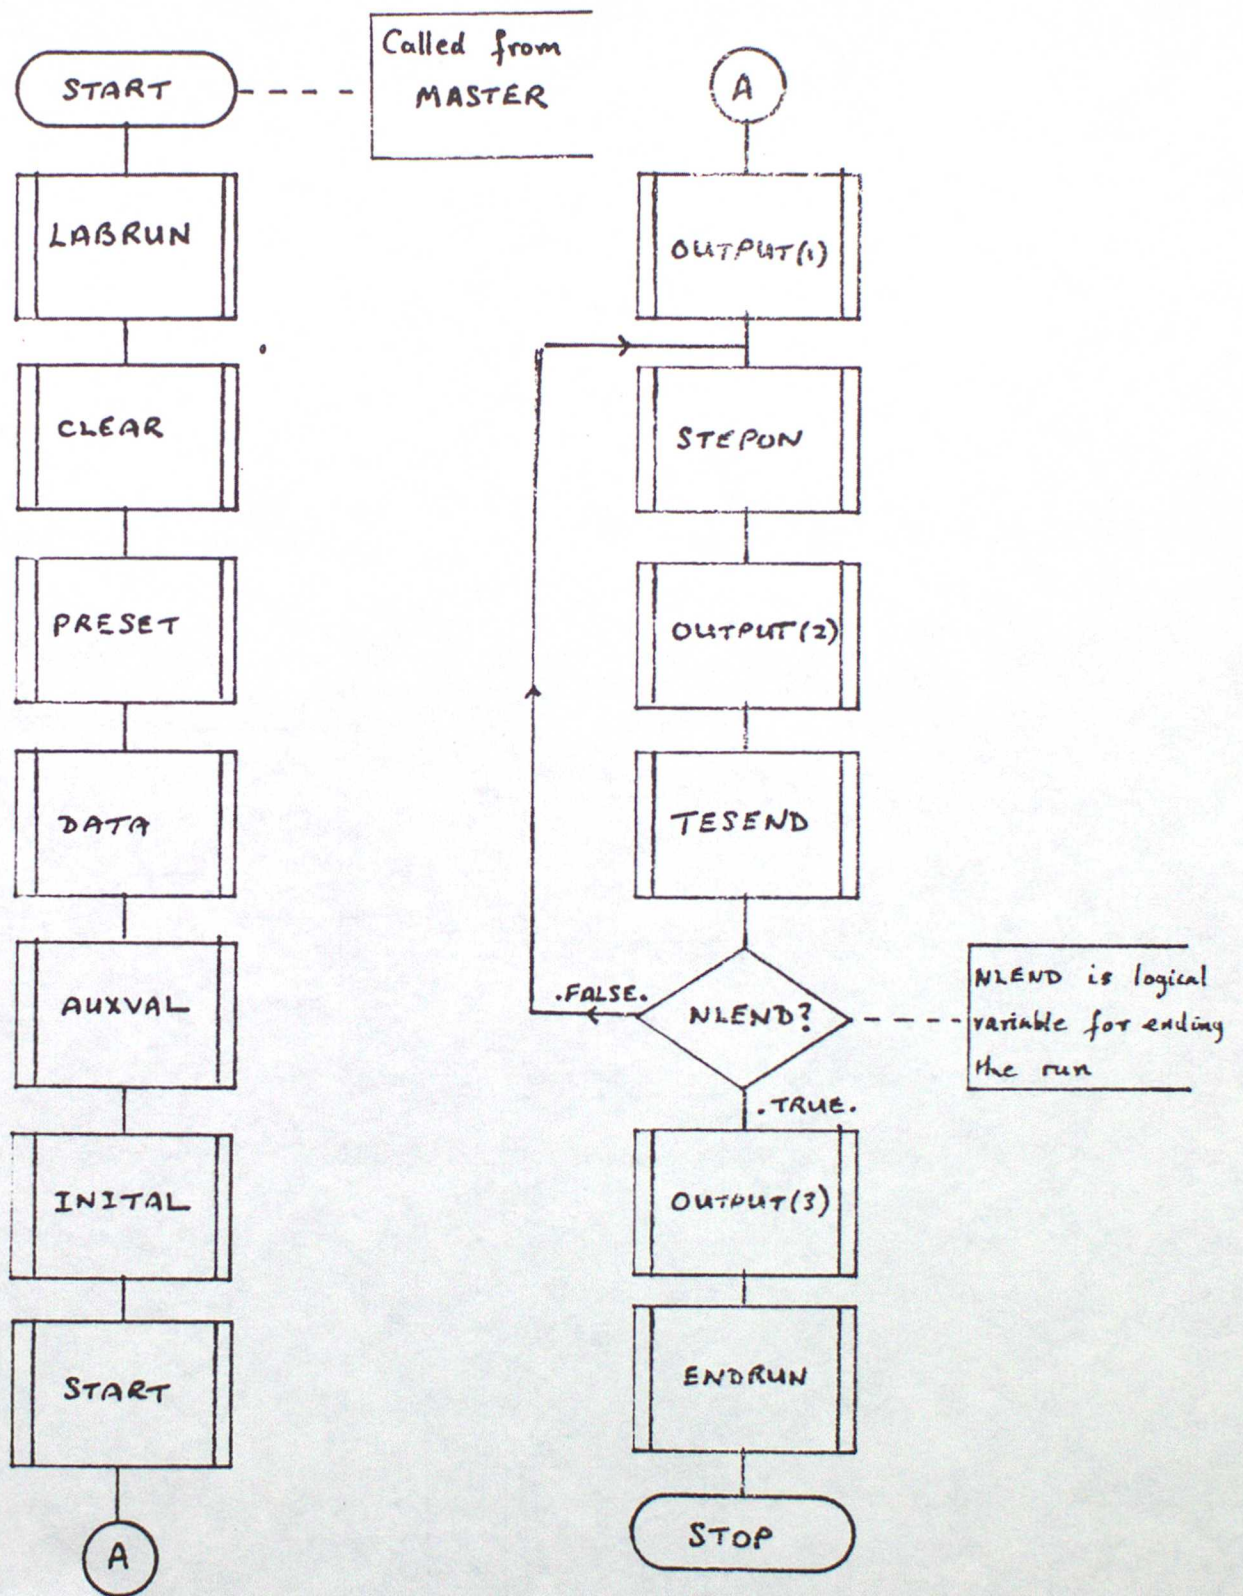 START
Called from
MASTER
LABRUN
CLEAR
PRESET
DATA
AUXVAL
INITAL
START
A
A
OUTPUT(1)
STEPON
OUTPUT(2)
TESEND
NLEND?
.FALSE.
NLEND is logical
variable for ending
the run
.TRUE.
OUTPUT(3)
ENDRUN
STOP